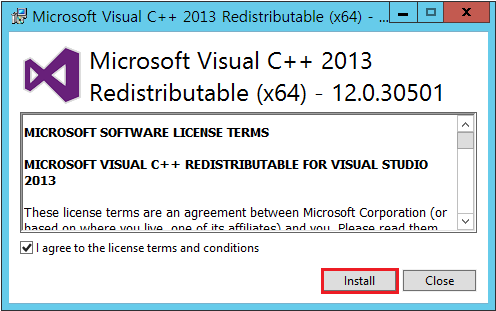 Microsoft Visual C++ 2013 Redistributable (x64) - ...
Microsoft Visual C++ 2013
Redistributable (x64) - 12.0.30501
MICROSOFT SOFTWARE LICENSE TERMS
MICROSOFT VISUAL C++ REDISTRIBUTABLE FOR VISUAL STUDIO
2013
These license terms are an agreement between Microsoft Corporation (or
based on where you live, one of its affiliates) and you. Please read them
I agree to the license terms and conditions
Install
Close